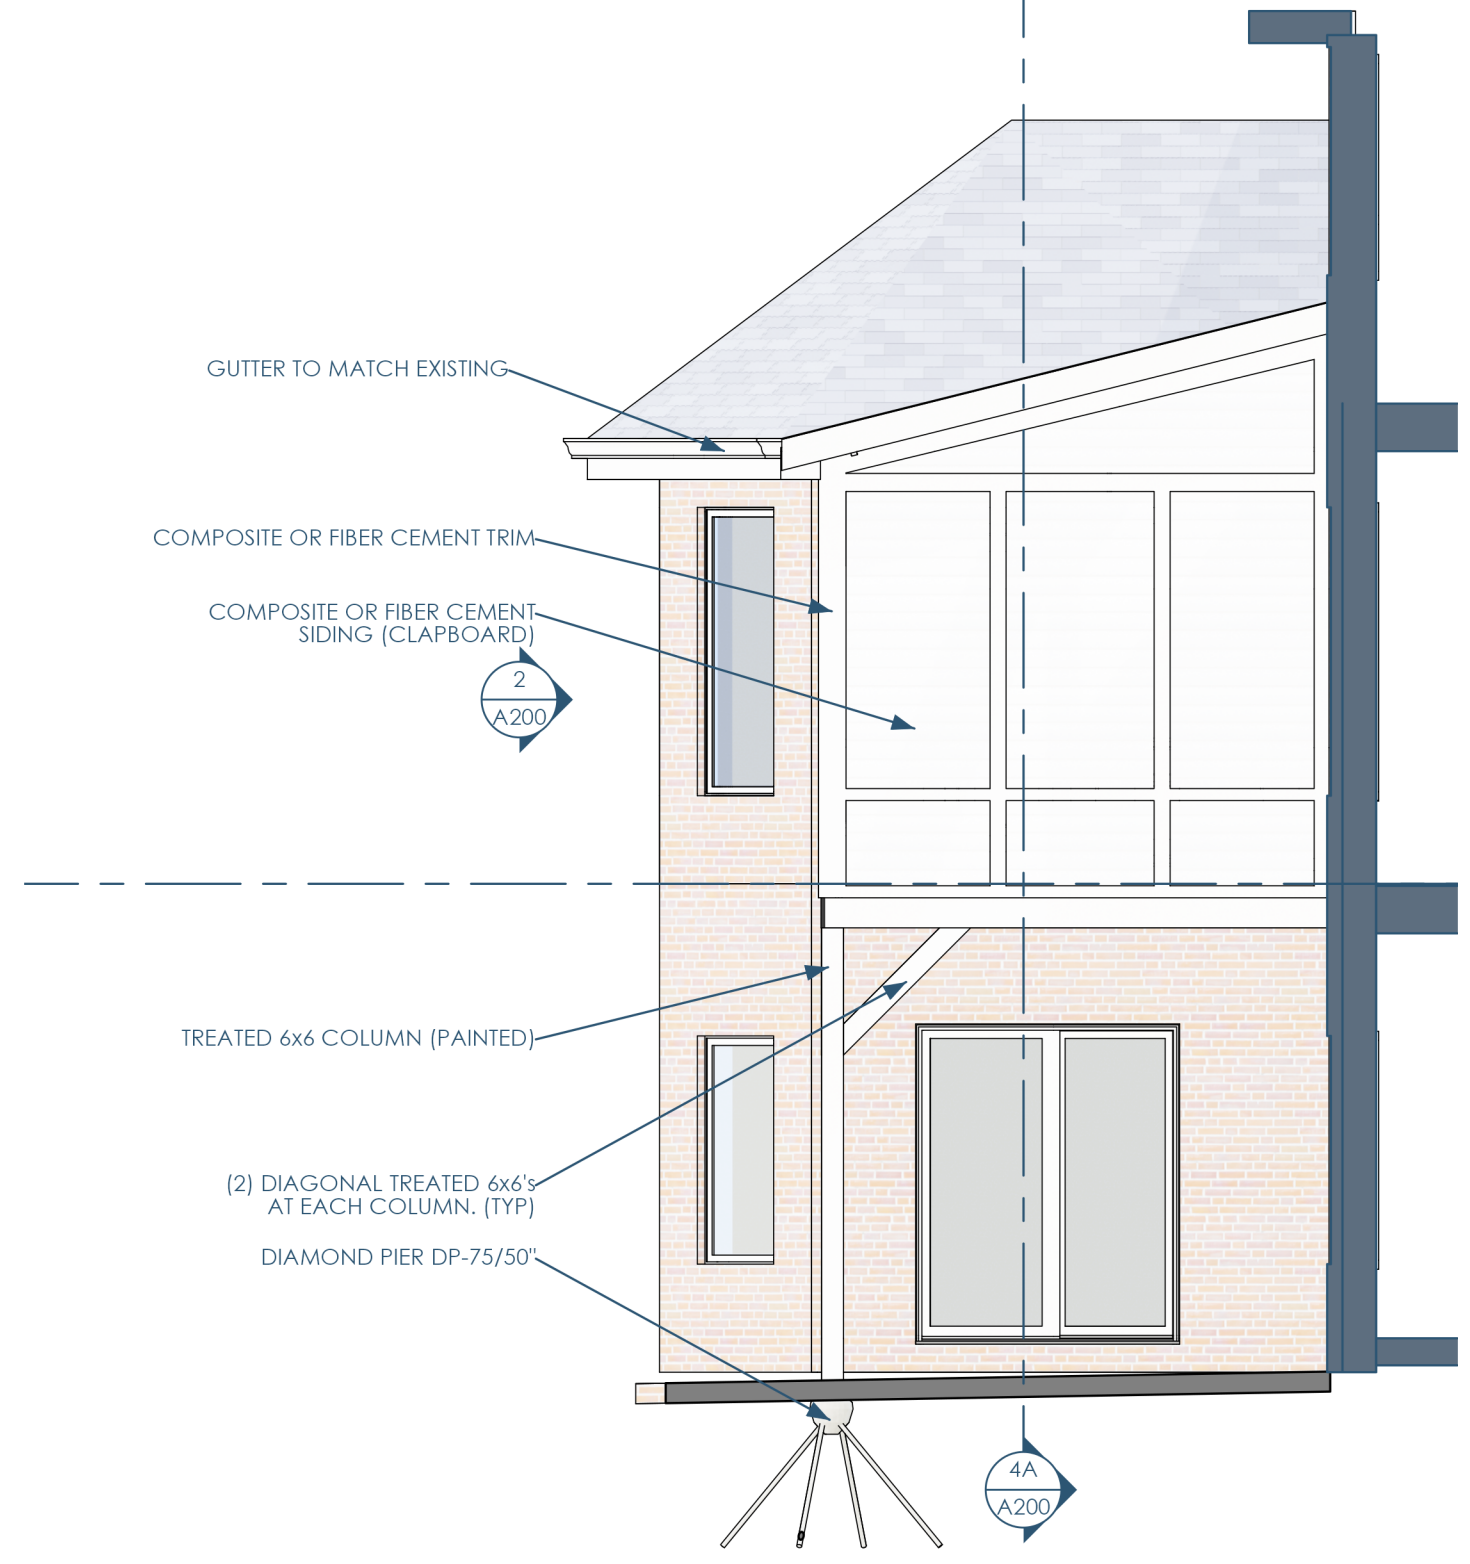 GUTTER TO MATCH EXISTING
COMPOSITE OR FIBER CEMENT TRIM
COMPOSITE OR FIBER CEMENT
SIDING (CLAPBOARD)
2
A200
TREATED 6x6 COLUMN (PAINTED)
(2) DIAGONAL TREATED 6x6's
AT EACH COLUMN. (TYP)
DIAMOND PIER DP-75/50"
4A
A200